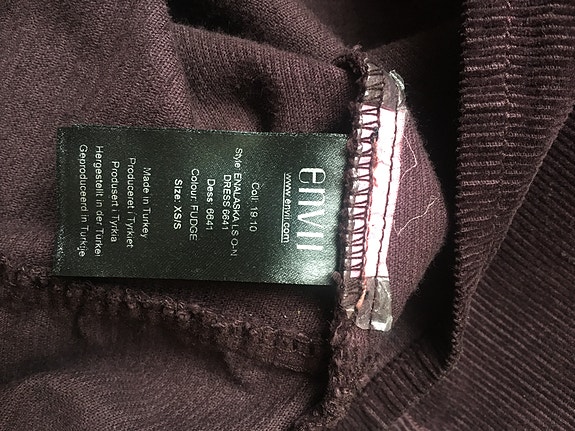 envii
www.envii.com
Coll: 19.10
Style: ENALASKA LS O-N
DRESS 6641
Dess: 6641
Colour: FUDGE
Size: XS/S
Made in Turkey
Produceret i Tyrkiet
Produsert i Tyrkia
Hergestellt in der Türkei
Geproduceerd in Turkije